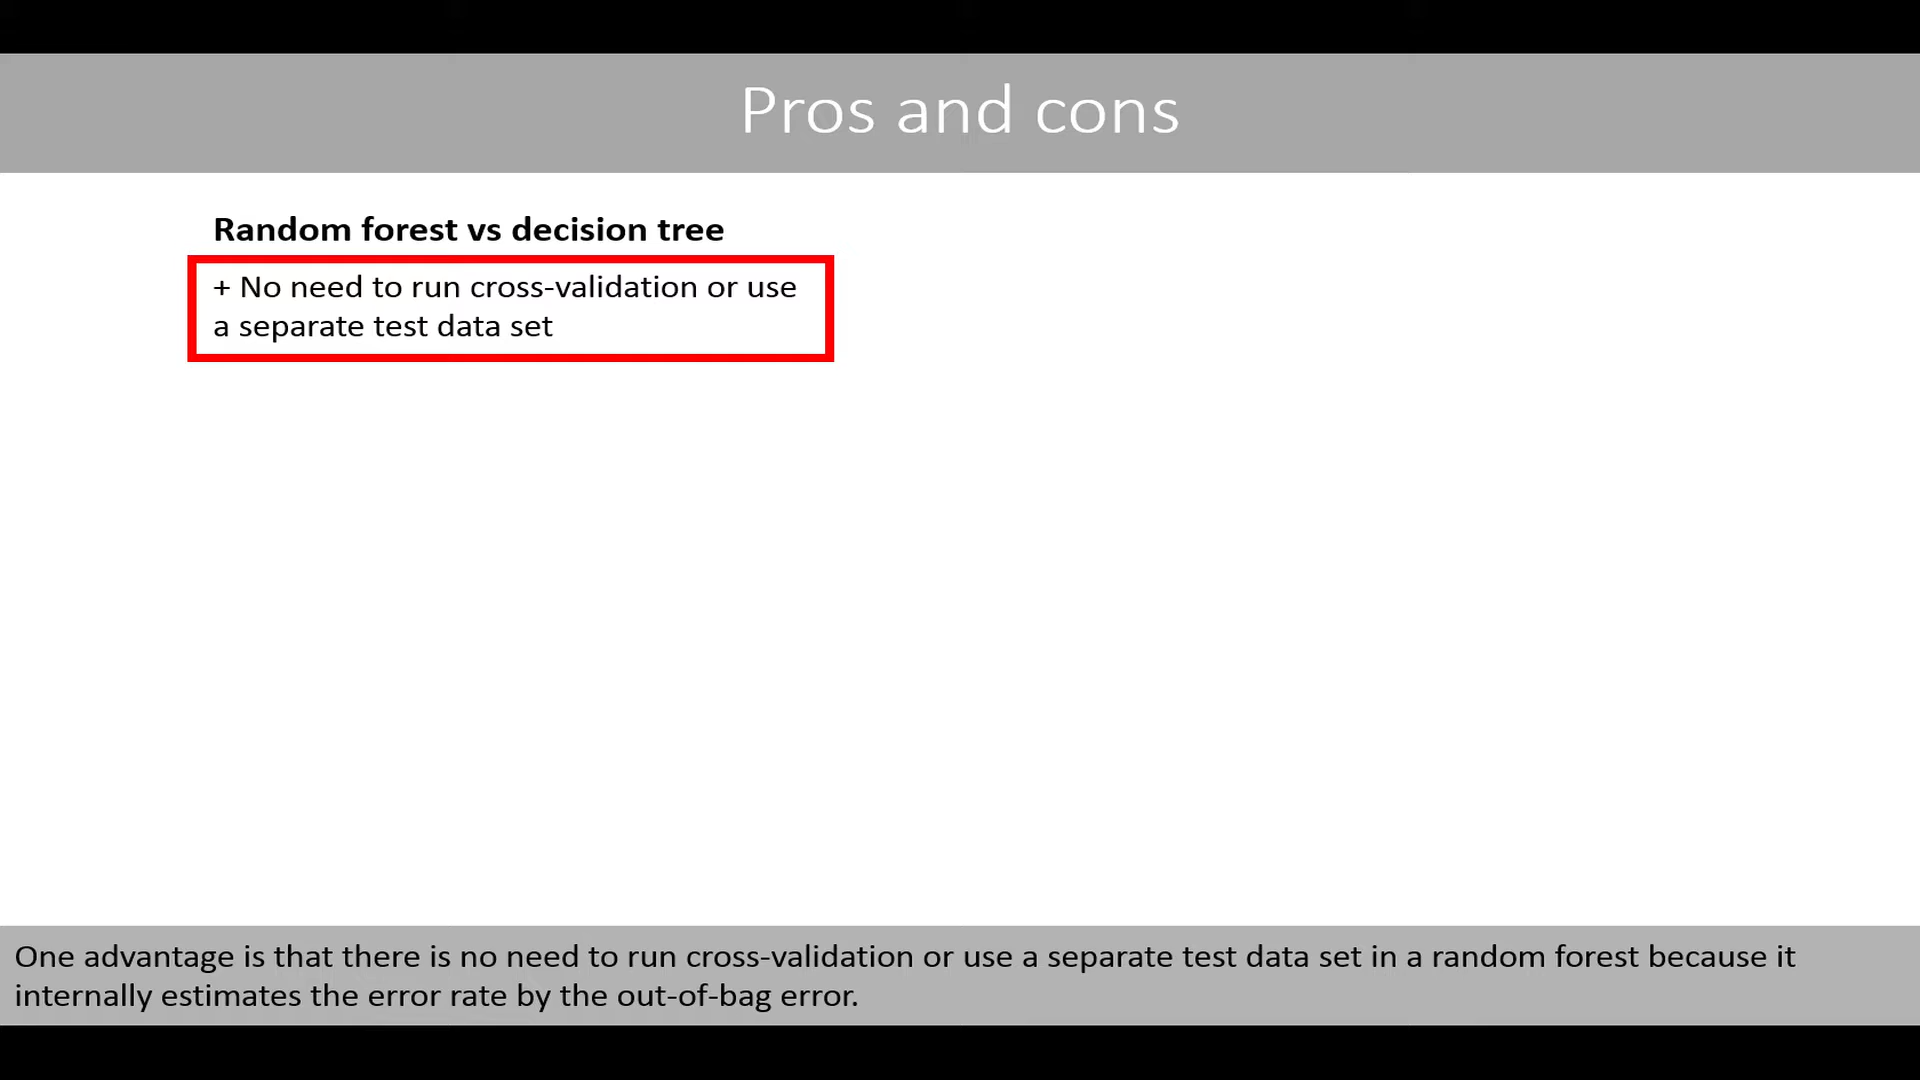 Pros and cons
Random forest vs decision tree
+ No need to run cross-validation or use
a separate test data set
One advantage is that there is no need to run cross-validation or use a separate test data set in a random forest because it
internally estimates the error rate by the out-of-bag error.